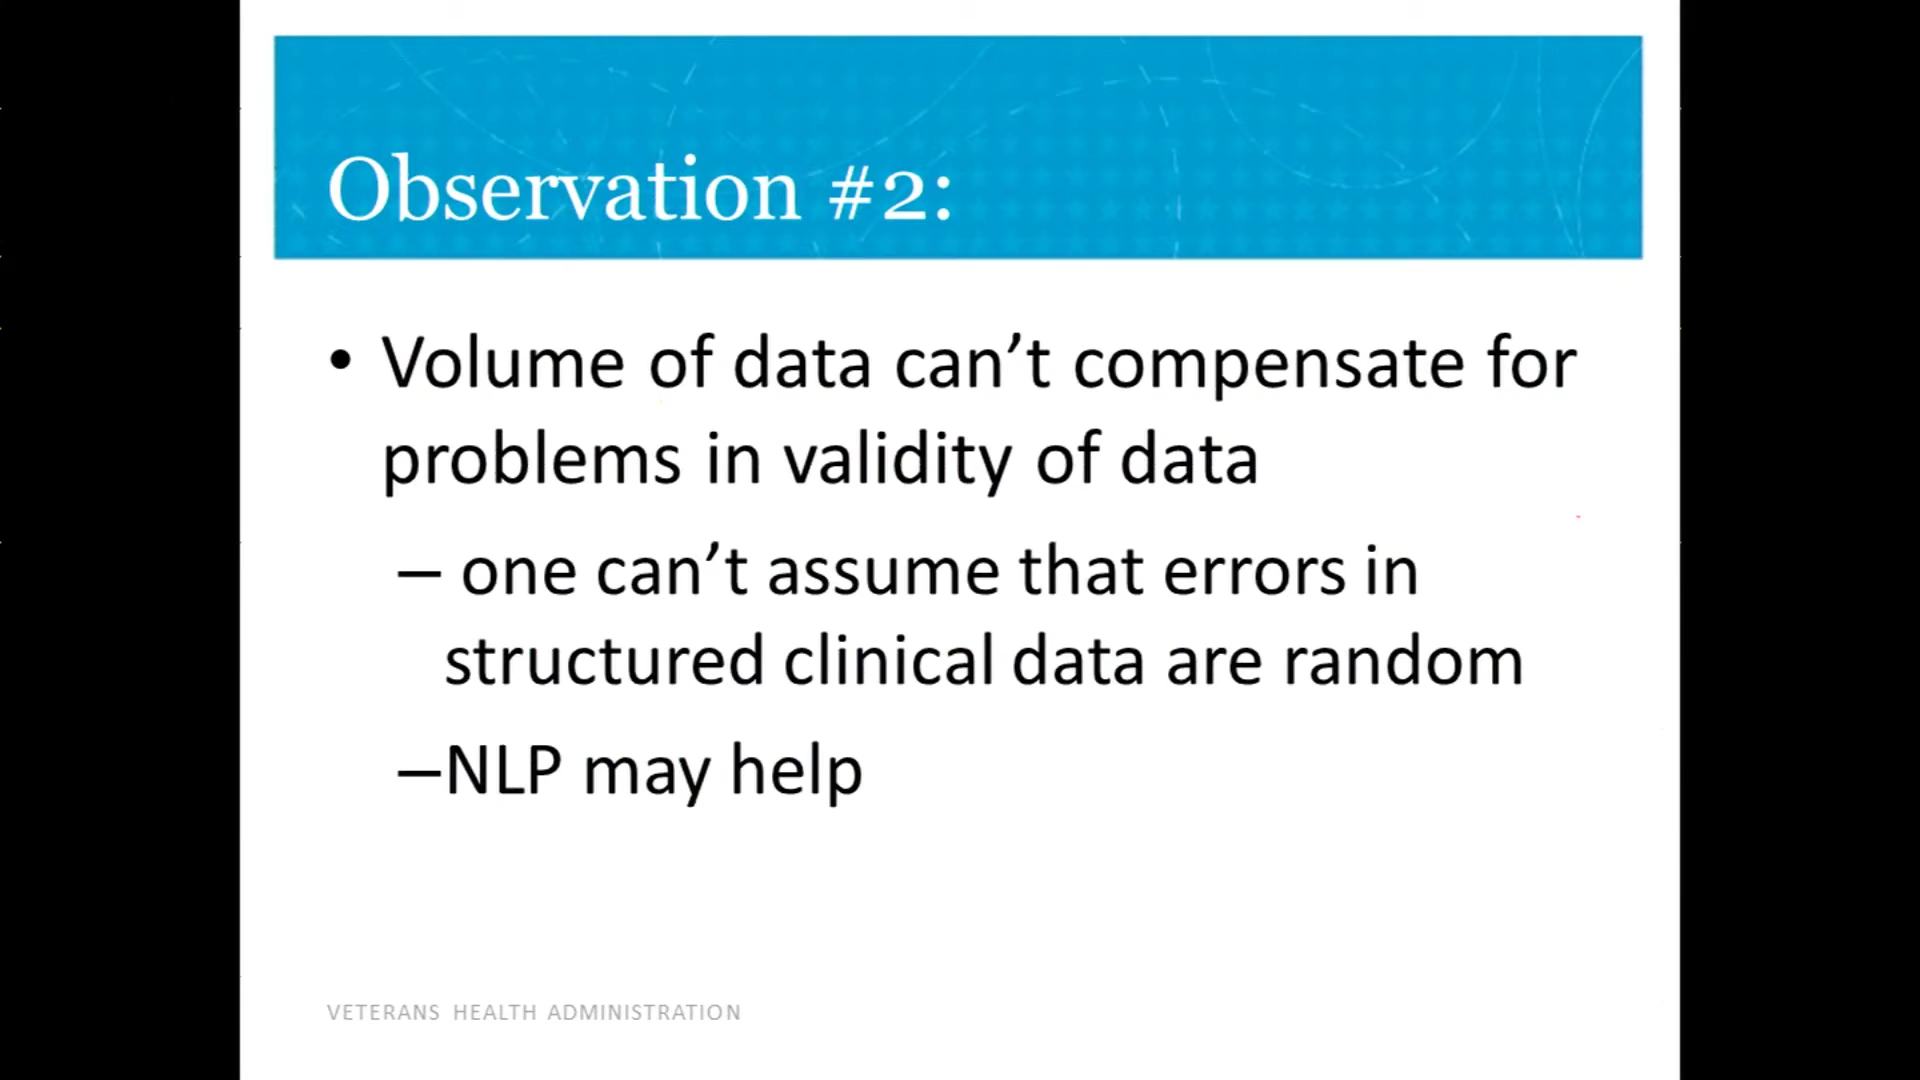 Observation #2:
• Volume of data can’t compensate for
problems in validity of data
– one can’t assume that errors in
structured clinical data are random
–NLP may help
VETERANS HEALTH ADMINISTRATION